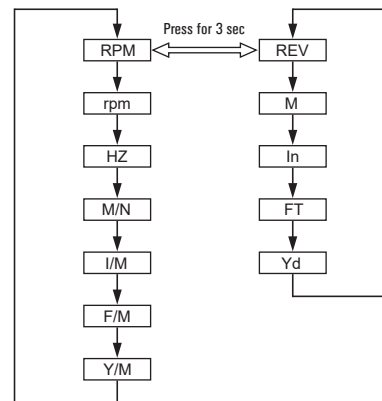 Press for 3 sec
RPM
REV
rpm
M
HZ
In
M/N
FT
I/M
Yd
F/M
Y/M